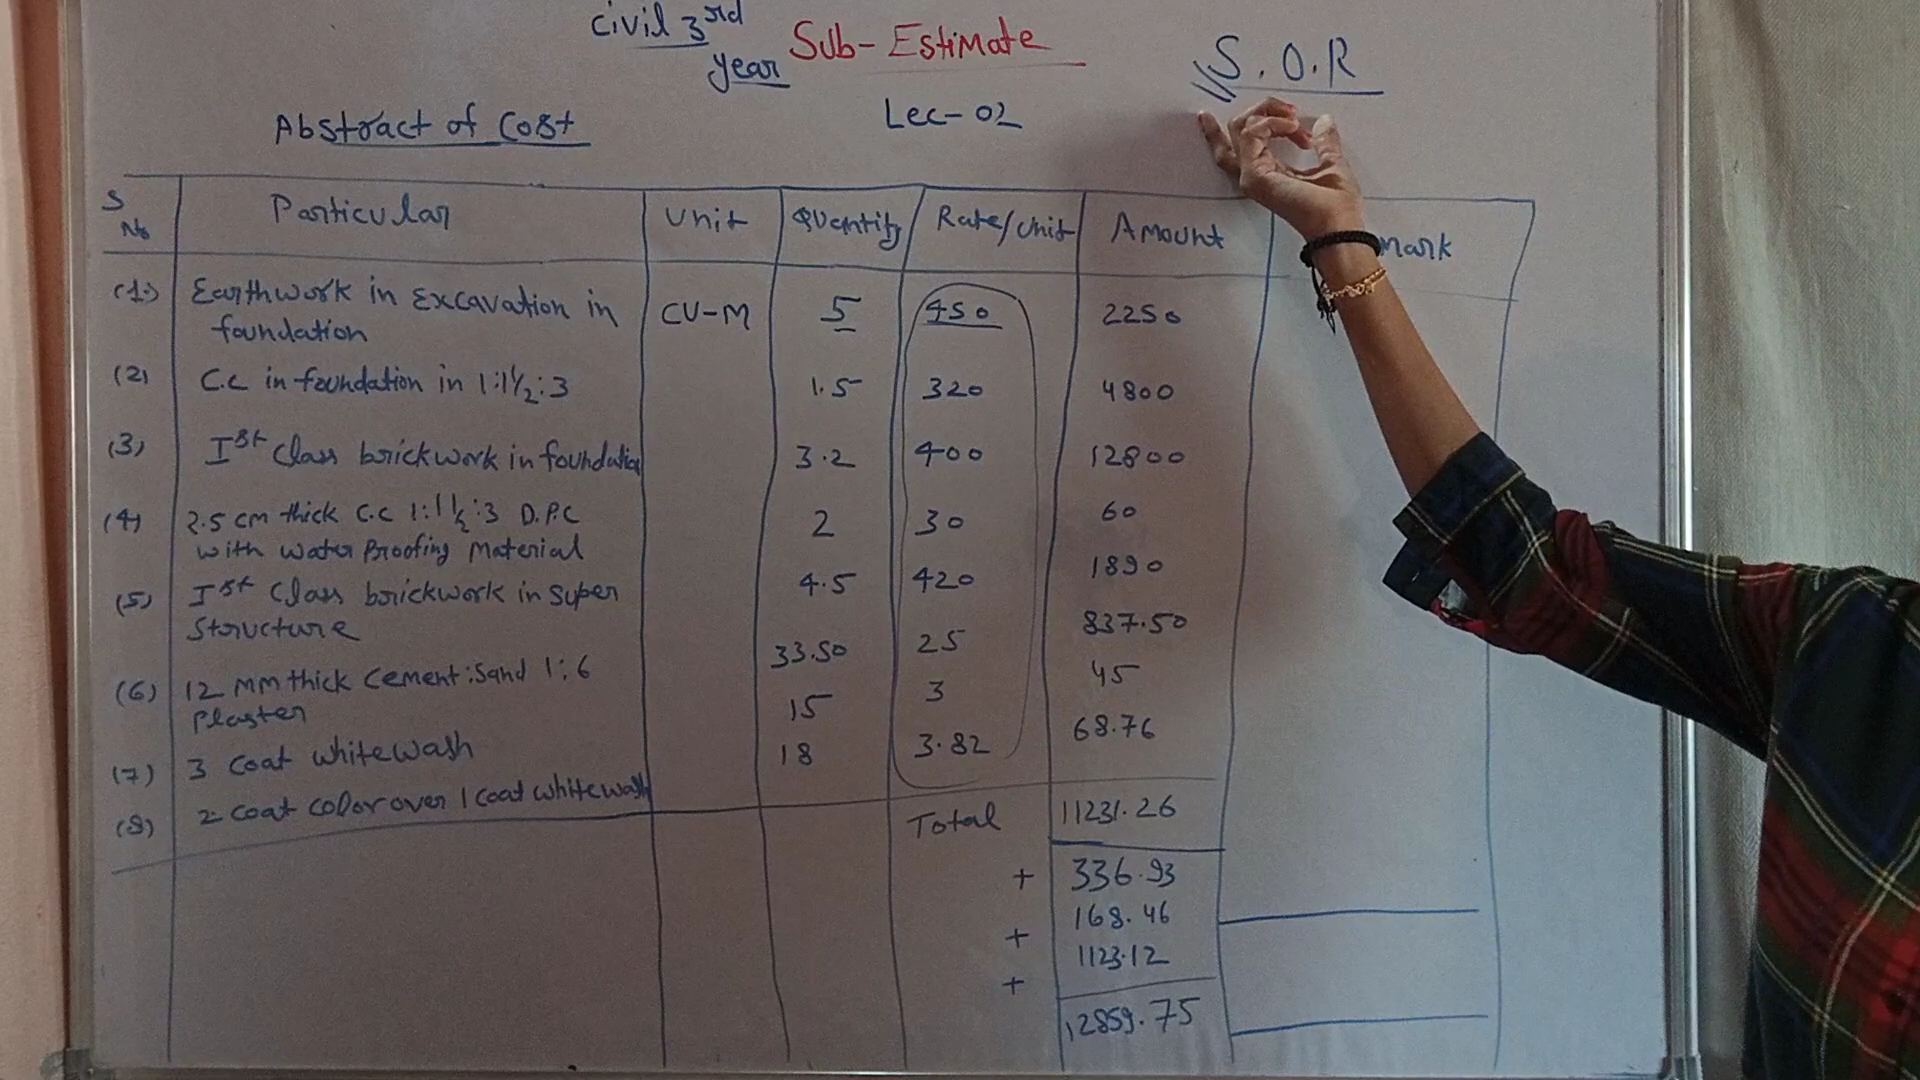 Civil 3rd
year
Sub-Estimate
S.O.R
Abstract of Cost
Lec-02
S
No
Particular
Unit
Quantity
Rate/Unit
Amount
mark
(1) Earthwork in Excavation in
foundation
CU-M
5
450
2250
(2) C.C in foundation in 1:1½:3
1.5
320
4800
(3) Ist Class brickwork in foundation
3.2
400
12800
(4) 2.5 cm thick C.C 1:1½:3 D.P.C
with water Proofing Material
2
30
60
(5) Ist Class brickwork in Super
Structure
4.5
420
1890
(6) 12 MM thick Cement:Sand 1:6
Plaster
33.50
25
837.50
(7) 3 Coat whitewash
15
3
45
(8) 2 Coat color over 1 Coat whitewash
18
3.82
68.76
Total
11231.26
+ 336.93
+ 168.46
+ 1123.12
12859.75